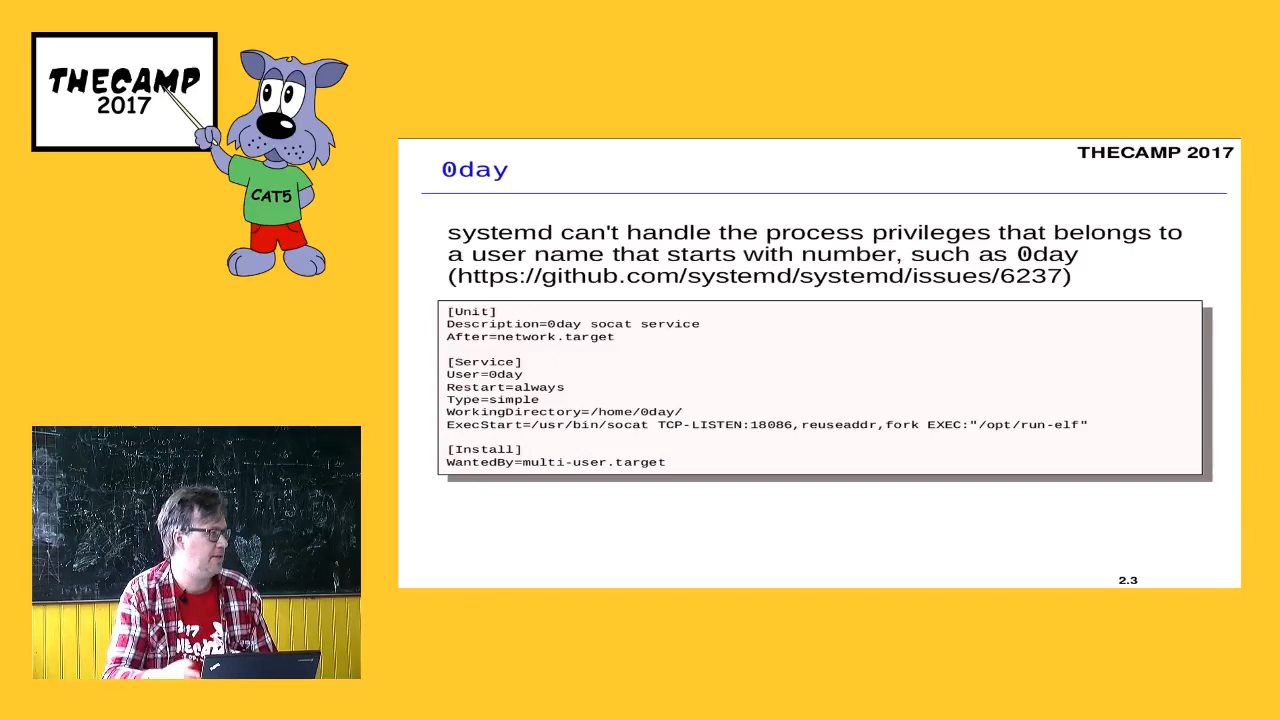 THECAMP
2017
CAT5
THECAMP 2017
0day
systemd can't handle the process privileges that belongs to
a user name that starts with number, such as 0day
(https://github.com/systemd/systemd/issues/6237)
[Unit]
Description=0day socat service
After=network.target
[Service]
User=0day
Restart=always
Type=simple
WorkingDirectory=/home/0day/
ExecStart=/usr/bin/socat TCP-LISTEN:18086,reuseaddr,fork EXEC:"/opt/run-elf"
[Install]
WantedBy=multi-user.target
2.3